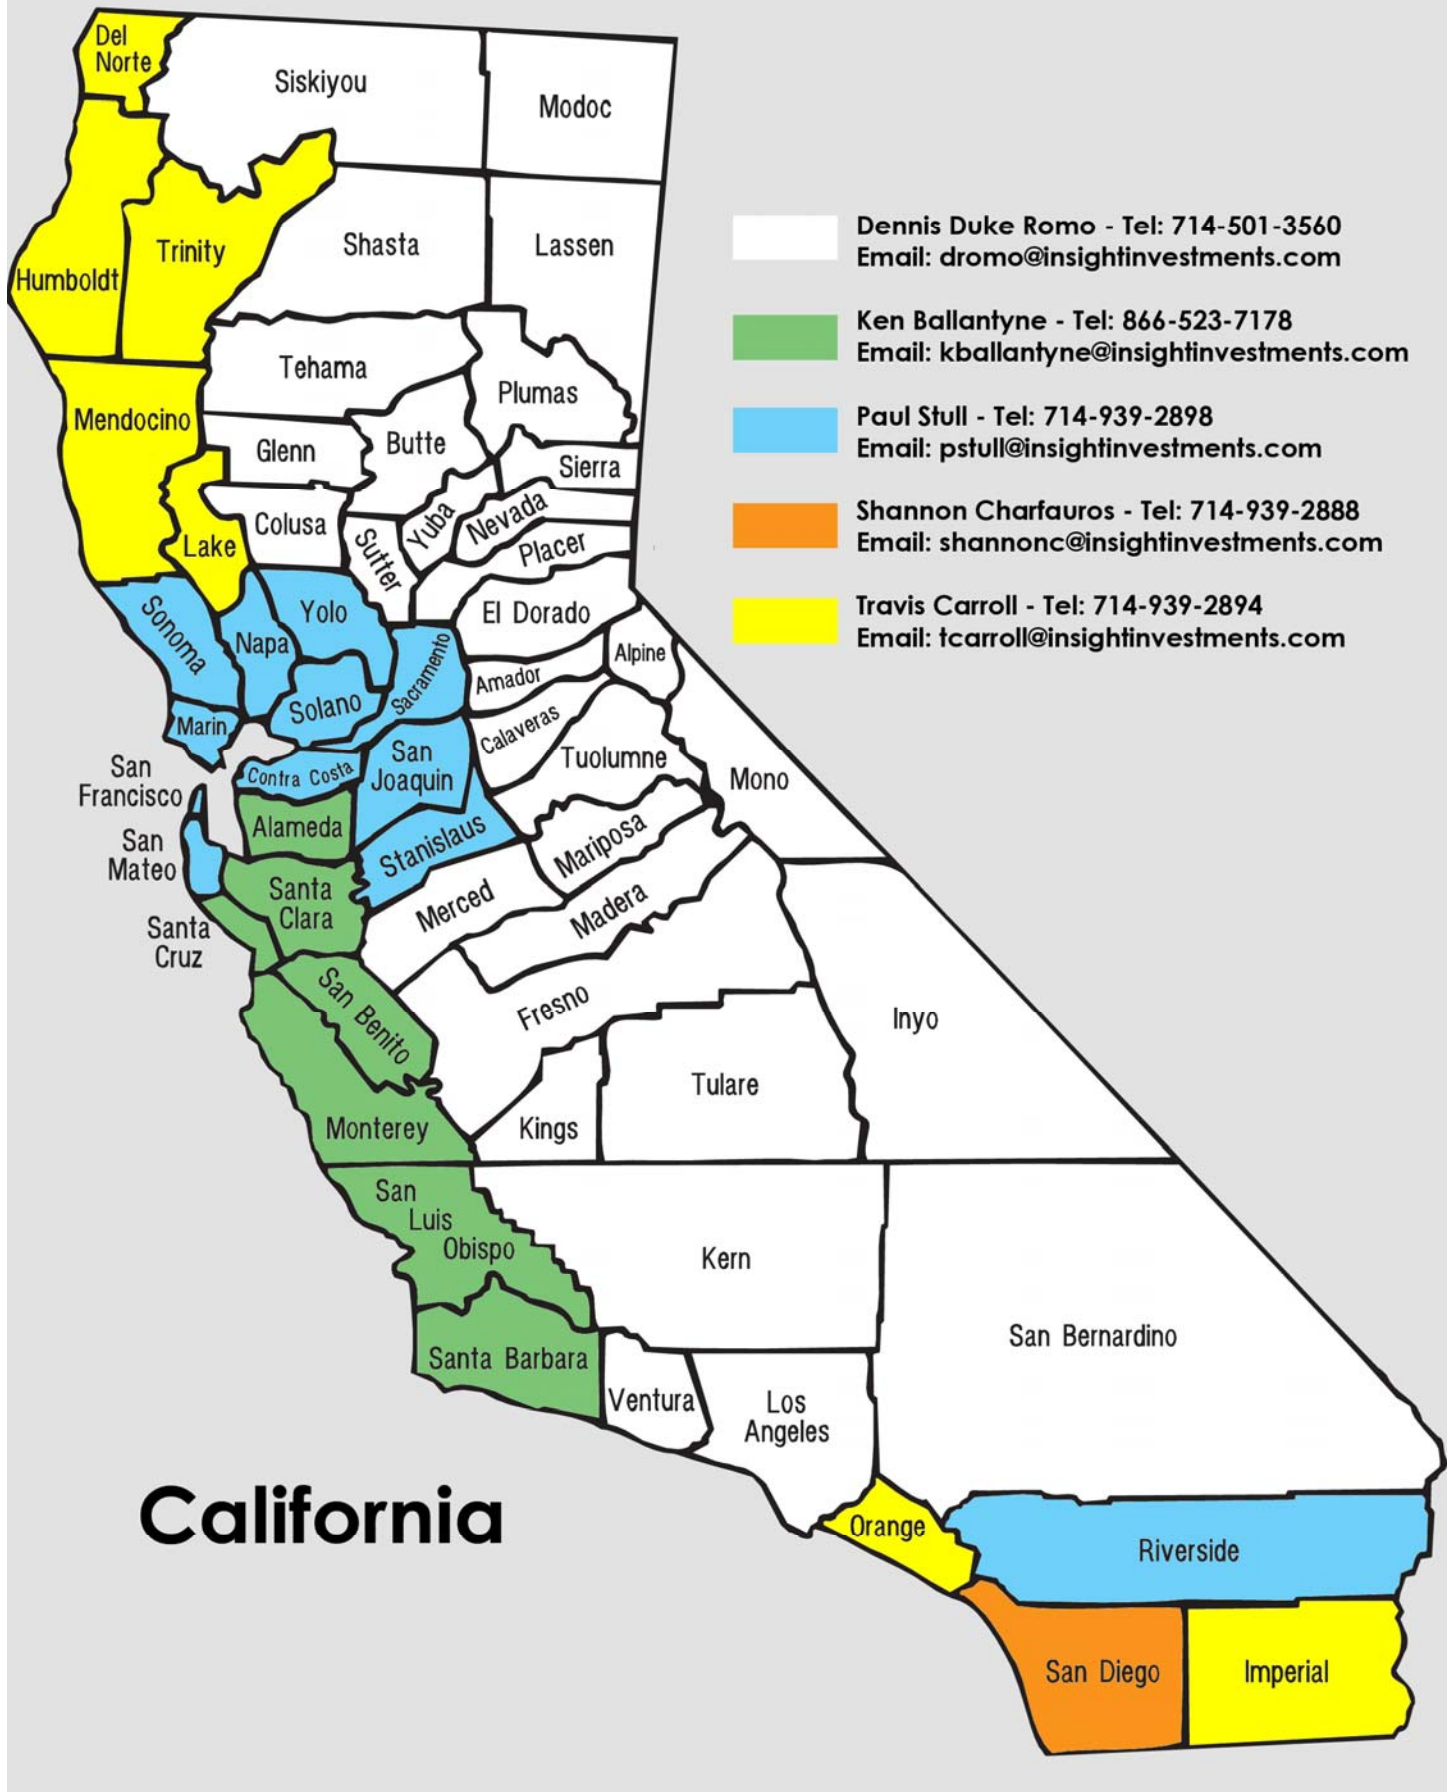 Del
Norte
Siskiyou
Modoc
Humboldt
Trinity
Shasta
Lassen
Dennis Duke Romo - Tel: 714-501-3560
Email: dromo@insightinvestments.com
Ken Ballantyne - Tel: 866-523-7178
Email: kballantyne@insightinvestments.com
Paul Stull - Tel: 714-939-2898
Email: pstull@insightinvestments.com
Shannon Charfauros - Tel: 714-939-2888
Email: shannonc@insightinvestments.com
Travis Carroll - Tel: 714-939-2894
Email: tcarroll@insightinvestments.com
Tehama
Plumas
Mendocino
Glenn
Butte
Sierra
Colusa
Yuba
Nevada
Lake
Sutter
Placer
Sonoma
Napa
Yolo
El Dorado
Sacramento
Alpine
Amador
Marin
Solano
Calaveras
San
Francisco
Contra Costa
San
Joaquin
Tuolumne
Mono
San
Mateo
Alameda
Stanislaus
Mariposa
Santa
Clara
Merced
Madera
Santa
Cruz
San Benito
Fresno
Inyo
Monterey
Kings
Tulare
San
Luis
Obispo
Kern
San Bernardino
Santa Barbara
Ventura
Los
Angeles
California
Orange
Riverside
San Diego
Imperial